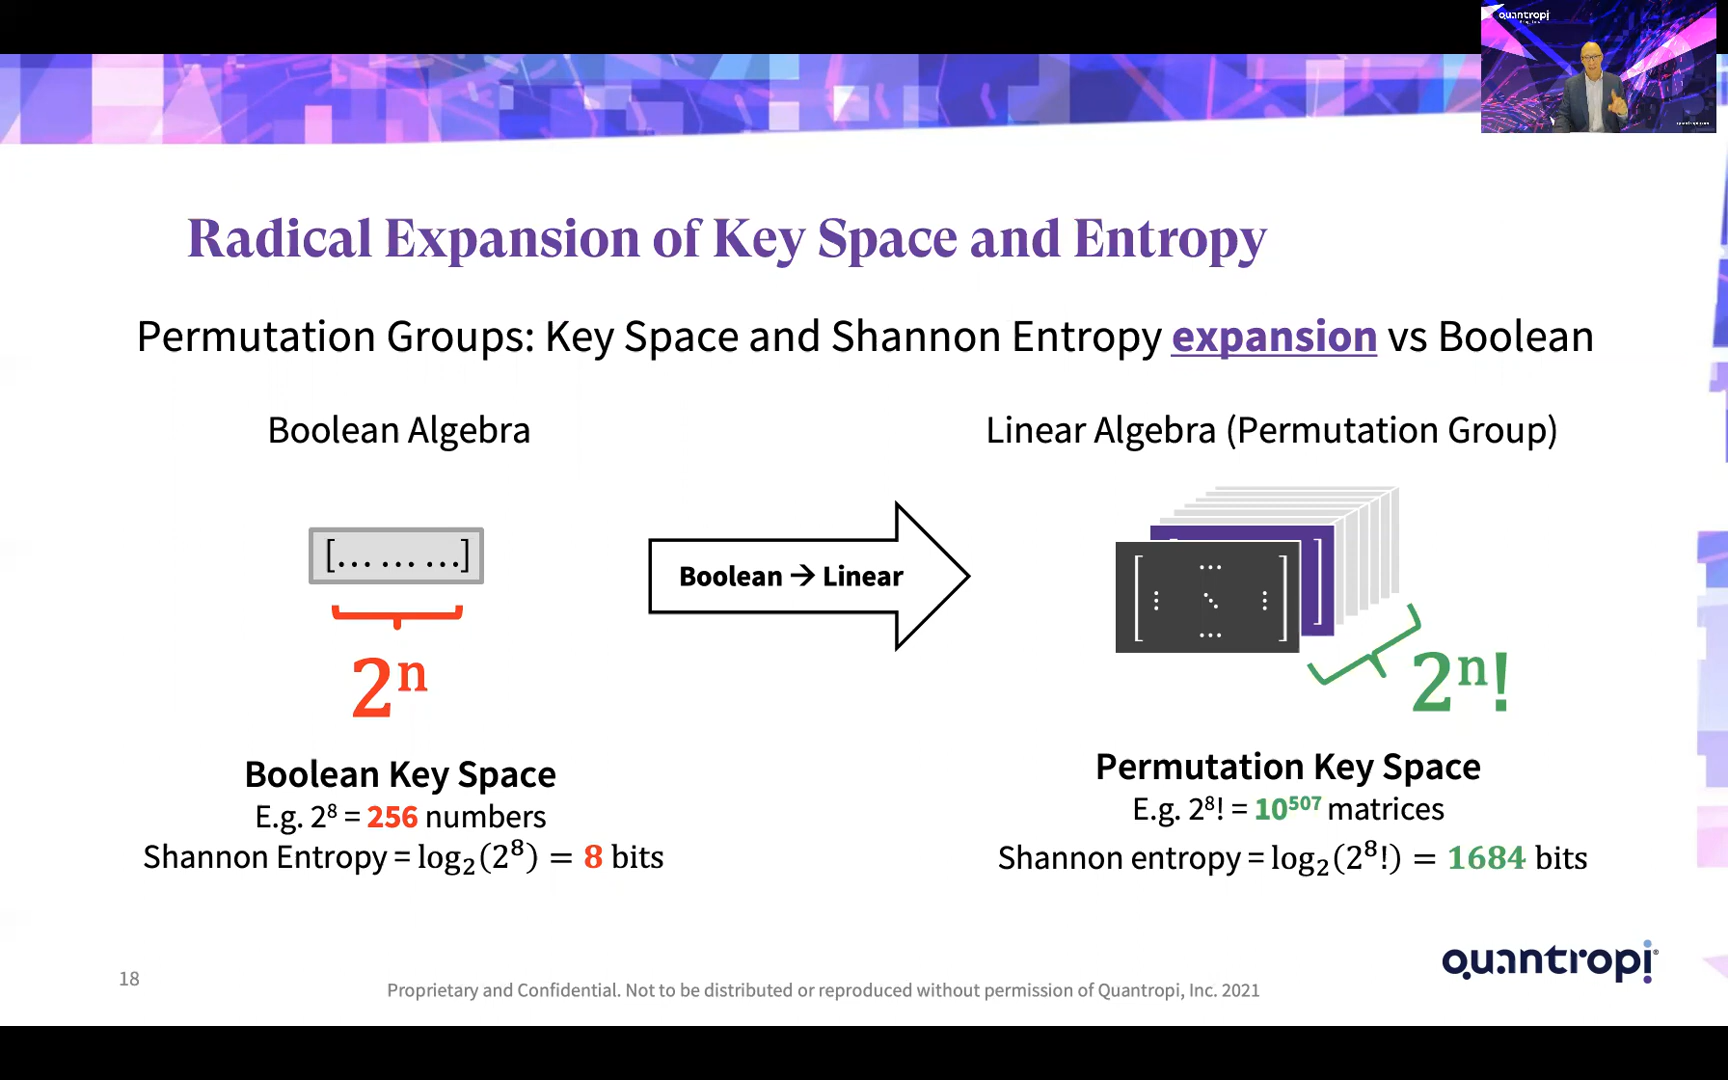 quantropi
Radical Expansion of Key Space and Entropy
Permutation Groups: Key Space and Shannon Entropy expansion vs Boolean
Boolean Algebra
Linear Algebra (Permutation Group)
[... ... ...]
Boolean → Linear
2ⁿ
2ⁿ!
Boolean Key Space
E.g. 2⁸ = 256 numbers
Shannon Entropy = log₂(2⁸) = 8 bits
Permutation Key Space
E.g. 2⁸! = 10⁵⁰⁷ matrices
Shannon entropy = log₂(2⁸!) = 1684 bits
18
Proprietary and Confidential. Not to be distributed or reproduced without permission of Quantropi, Inc. 2021
quantropi®